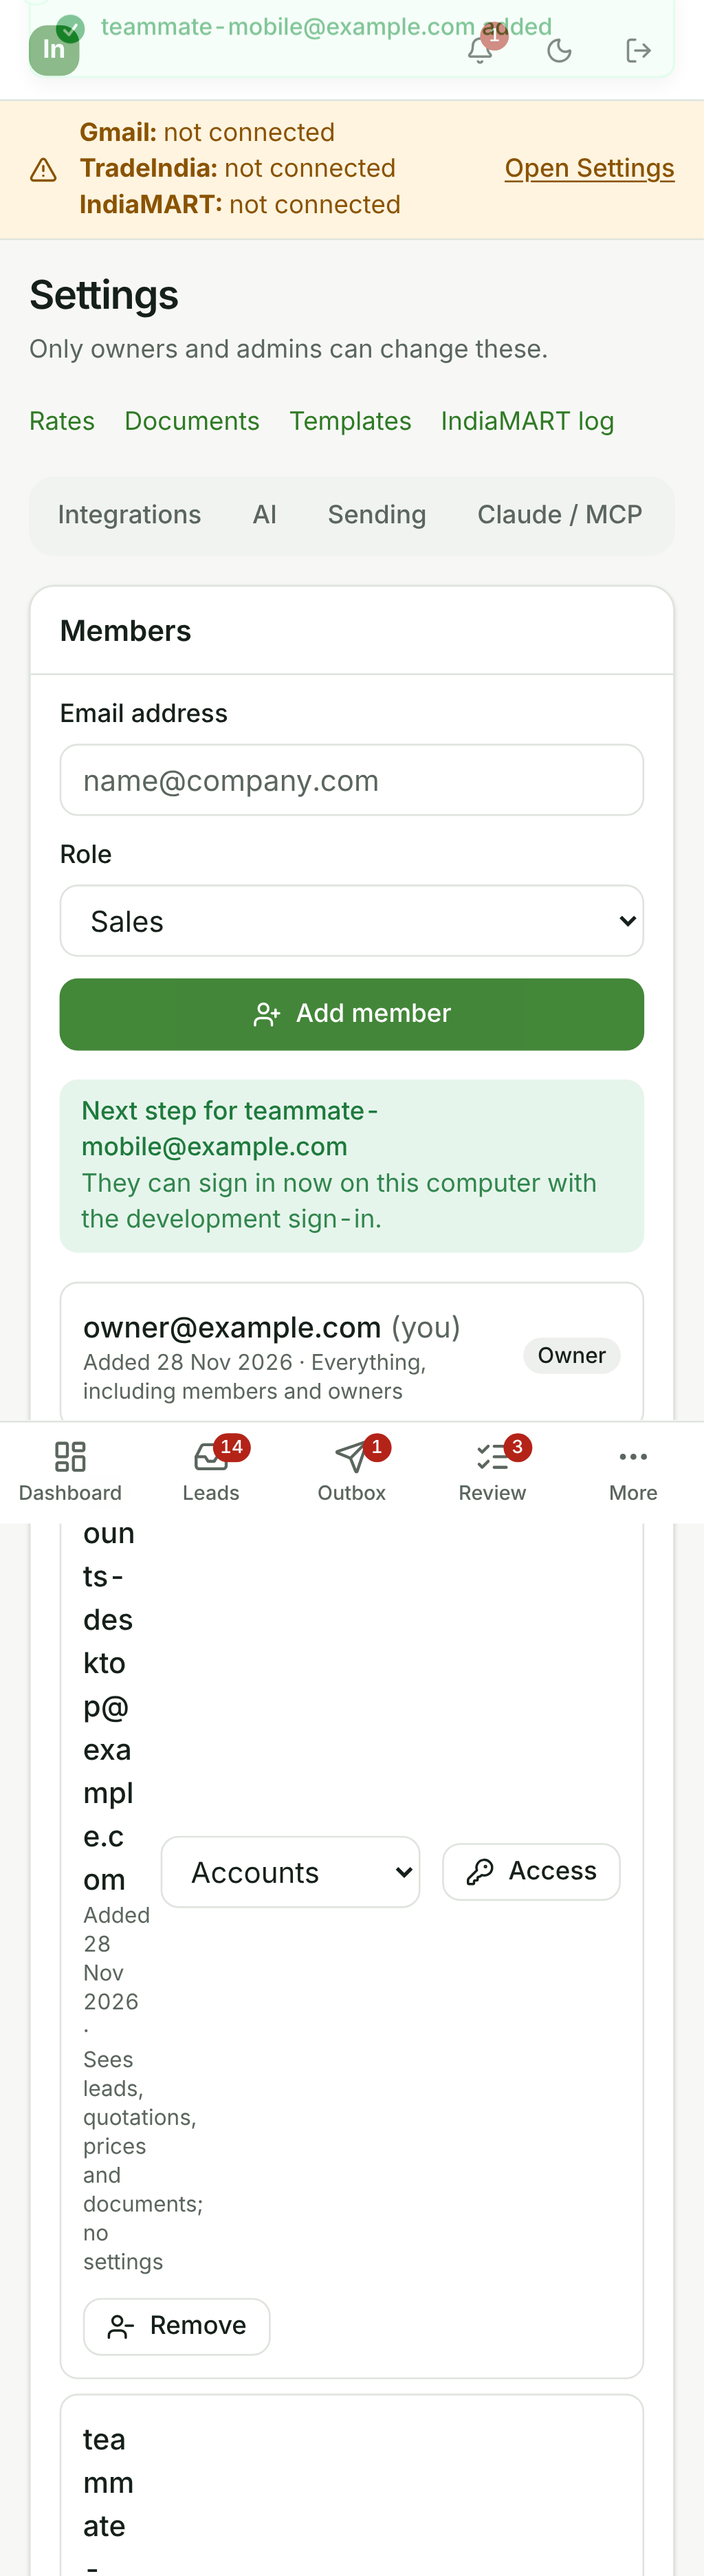 teammate-mobile@example.com added
In
1
Gmail: not connected
TradeIndia: not connected
IndiaMART: not connected
Open Settings
Settings
Only owners and admins can change these.
Rates Documents Templates IndiaMART log
Integrations AI Sending Claude / MCP
Members
Email address
name@company.com
Role
Sales
Add member
Next step for teammate-
mobile@example.com
They can sign in now on this computer with
the development sign-in.
owner@example.com (you)
Added 28 Nov 2026 · Everything,
including members and owners
Owner
14
1
3
Dashboard Leads Outbox Review More
oun
ts-
des
kto
p@
exa
mpl
e.c
om
Added
28
Nov
2026
·
Sees
leads,
quotations,
prices
and
documents;
no
settings
Accounts
Access
Remove
tea
mm
ate
-